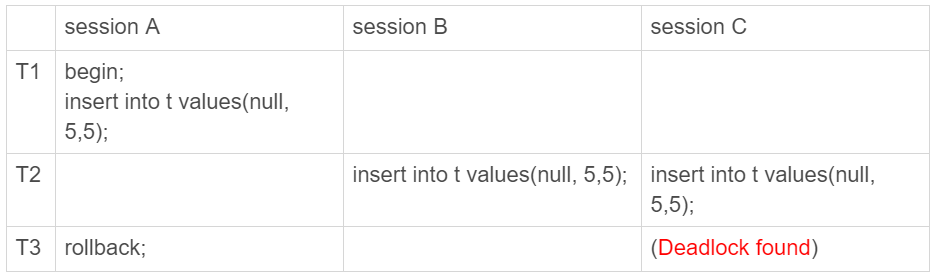 session A
session B
session C
T1
begin;
insert into t values(null,
5,5);
T2
insert into t values(null, 5,5);
insert into t values(null,
5,5);
T3
rollback;
(Deadlock found)